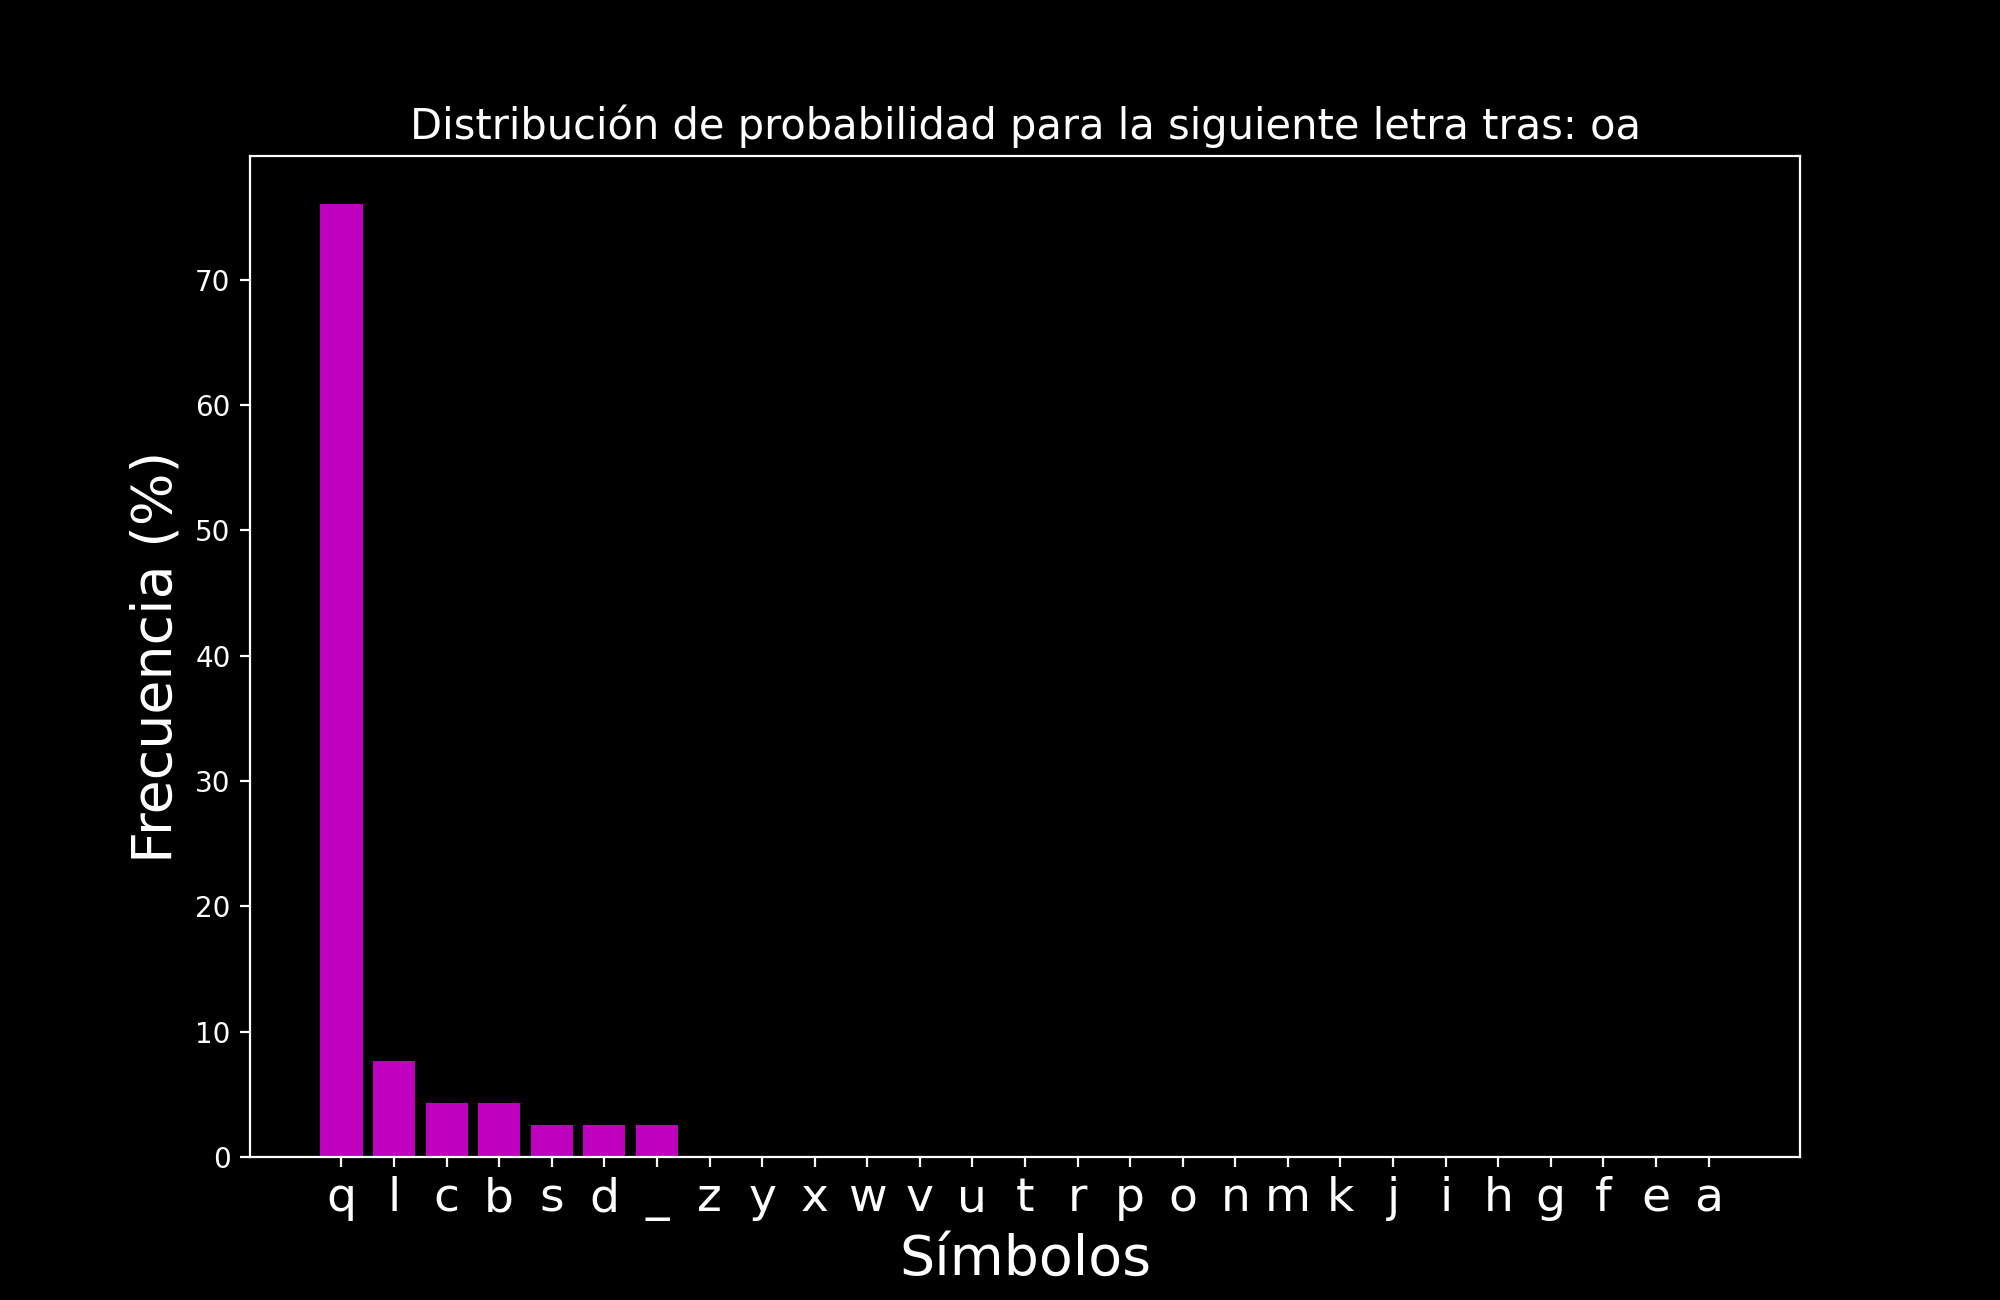 Distribución de probabilidad para la siguiente letra tras: oa
Frecuencia (%)
70
60
50
40
30
20
10
0
q l c b s d _ z y x w v u t r p o n m k j i h g f e a
Símbolos